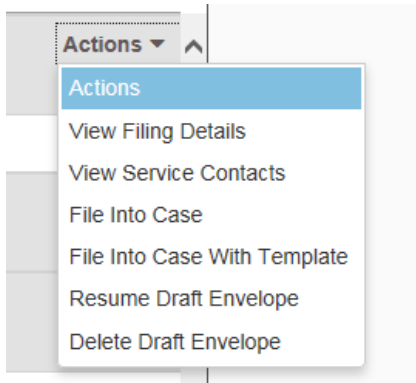 Actions
Actions
View Filing Details
View Service Contacts
File Into Case
File Into Case With Template
Resume Draft Envelope
Delete Draft Envelope